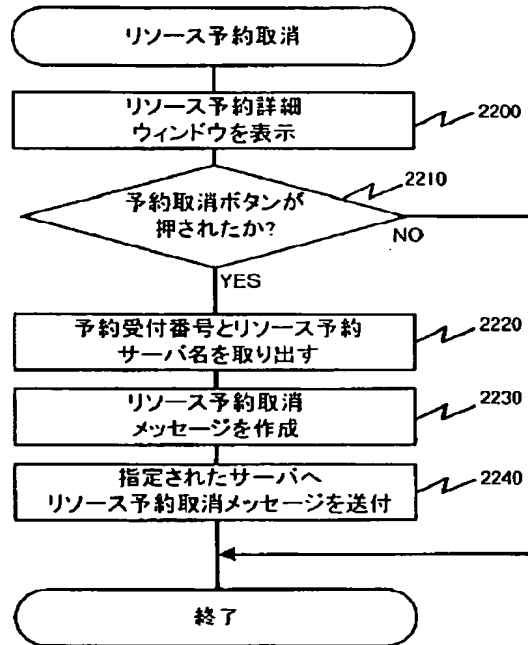 リソース予約取消
リソース予約詳細
ウィンドウを表示
2200
予約取消ボタンが
押されたか?
2210
NO
YES
予約受付番号とリソース予約
サーバ名を取り出す
2220
リソース予約取消
メッセージを作成
2230
指定されたサーバへ
リソース予約取消メッセージを送付
2240
終了